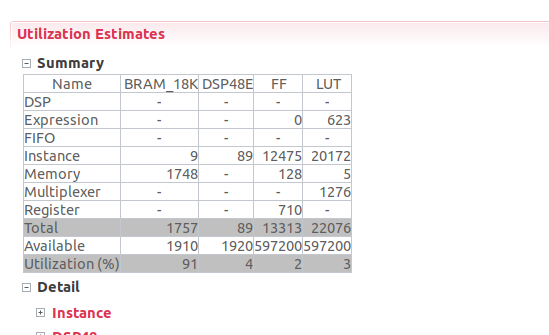 Utilization Estimates
Summary
Name BRAM_18K DSP48E FF LUT
DSP - - - -
Expression - - 0 623
FIFO - - - -
Instance 9 89 12475 20172
Memory 1748 - 128 5
Multiplexer - - - 1276
Register - - 710 -
Total 1757 89 13313 22076
Available 1910 1920 597200 597200
Utilization (%) 91 4 2 3
Detail
Instance